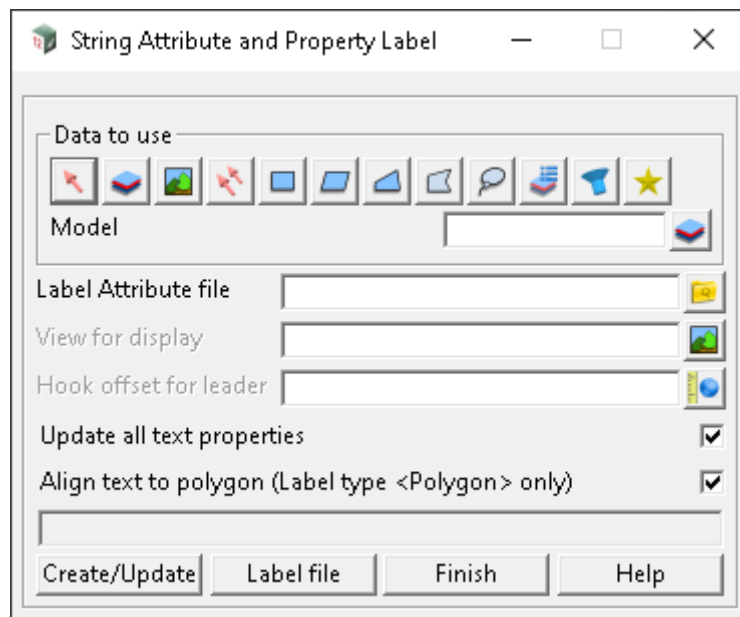 String Attribute and Property Label
Data to use
Model
Label Attribute file
View for display
Hook offset for leader
Update all text properties
Align text to polygon (Label type <Polygon> only)
Create/Update Label file Finish Help